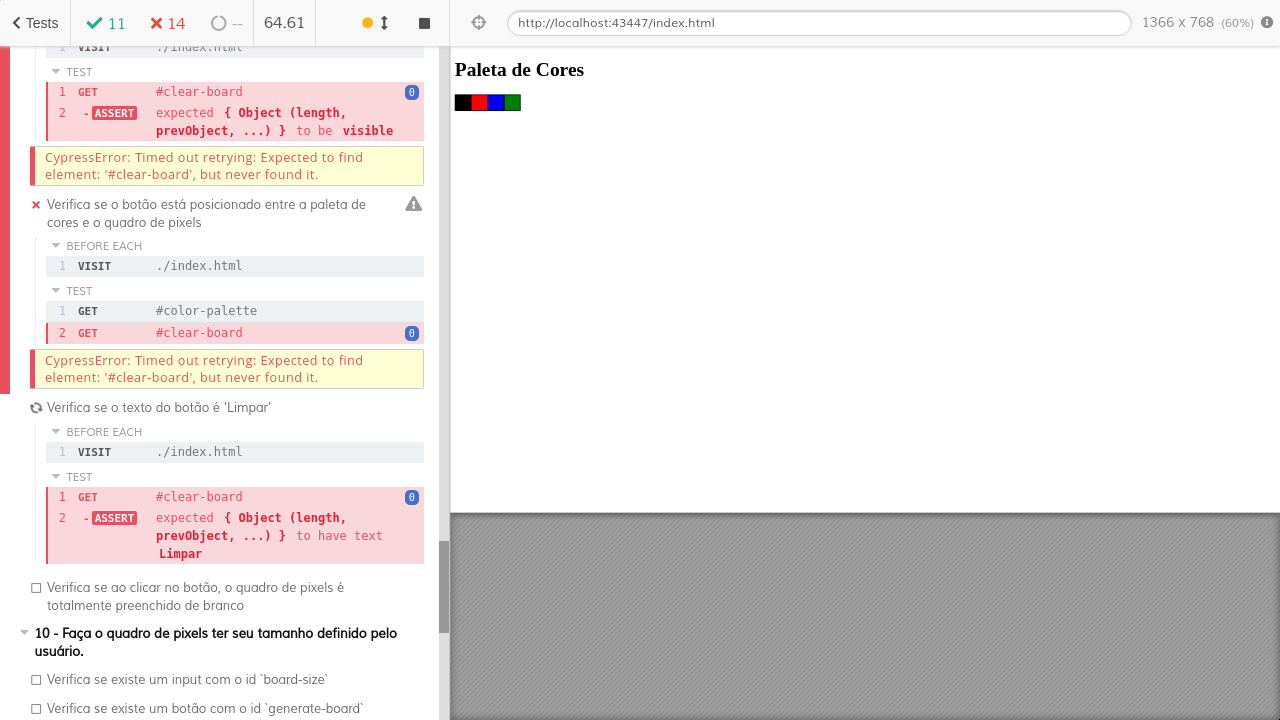 Tests
11
14
--
64.61
http://localhost:43447/index.html
1366 x 768 (60%)
1 VISIT ./index.html
TEST
1 GET #clear-board 0
2 -ASSERT expected { Object (length,
prevObject, ...) } to be visible
CypressError: Timed out retrying: Expected to find
element: '#clear-board', but never found it.
Verifica se o botão está posicionado entre a paleta de
cores e o quadro de pixels
BEFORE EACH
1 VISIT ./index.html
TEST
1 GET #color-palette
2 GET #clear-board 0
CypressError: Timed out retrying: Expected to find
element: '#clear-board', but never found it.
Verifica se o texto do botão é 'Limpar'
BEFORE EACH
1 VISIT ./index.html
TEST
1 GET #clear-board 0
2 -ASSERT expected { Object (length,
prevObject, ...) } to have text
Limpar
Verifica se ao clicar no botão, o quadro de pixels é
totalmente preenchido de branco
10 - Faça o quadro de pixels ter seu tamanho definido pelo
usuário.
Verifica se existe um input com o id `board-size`
Verifica se existe um botão com o id `generate-board`
Paleta de Cores